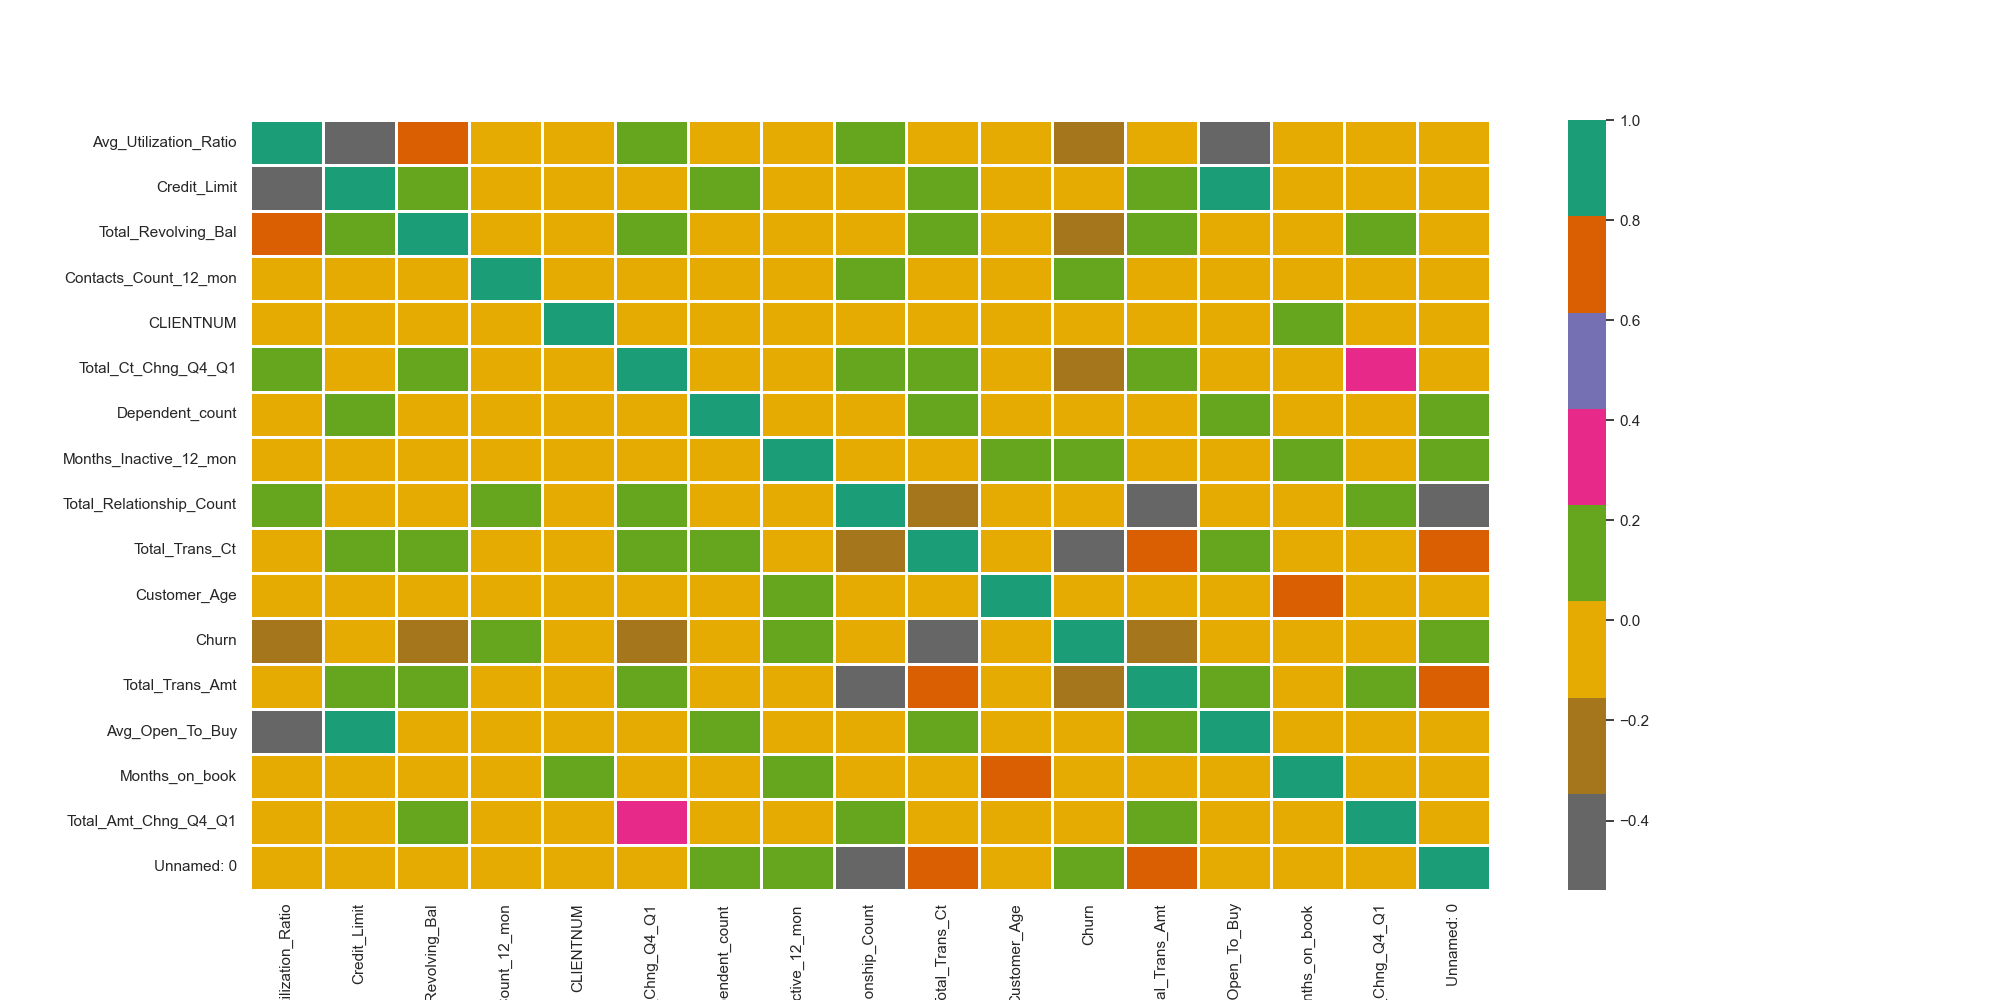 Avg_Utilization_Ratio
Credit_Limit
Total_Revolving_Bal
Contacts_Count_12_mon
CLIENTNUM
Total_Ct_Chng_Q4_Q1
Dependent_count
Months_Inactive_12_mon
Total_Relationship_Count
Total_Trans_Ct
Customer_Age
Churn
Total_Trans_Amt
Avg_Open_To_Buy
Months_on_book
Total_Amt_Chng_Q4_Q1
Unnamed: 0
ilization_Ratio
Credit_Limit
Revolving_Bal
ount_12_mon
CLIENTNUM
Chng_Q4_Q1
endent_count
ctive_12_mon
onship_Count
otal_Trans_Ct
Customer_Age
Churn
al_Trans_Amt
Open_To_Buy
nths_on_book
_Chng_Q4_Q1
Unnamed: 0
1.0
0.8
0.6
0.4
0.2
0.0
−0.2
−0.4